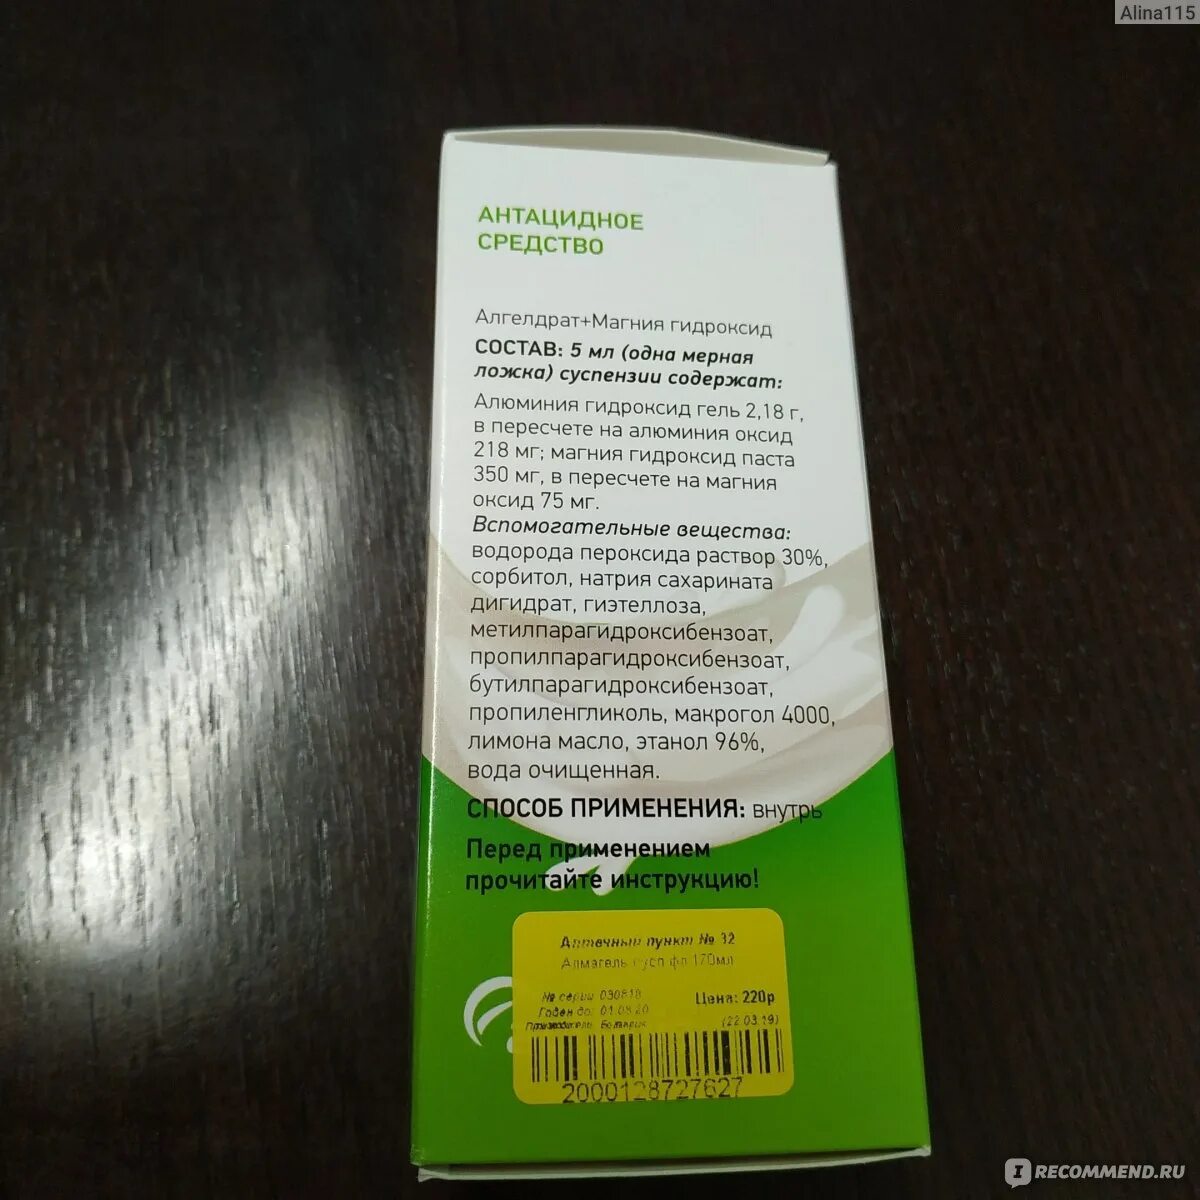 Alina115
АНТАЦИДНОЕ
СРЕДСТВО
Алгелдрат+Магния гидроксид
СОСТАВ: 5 мл (одна мерная
ложка) суспензии содержат:
Алюминия гидроксид гель 2,18 г,
в пересчете на алюминия оксид
218 мг; магния гидроксид паста
350 мг, в пересчете на магния
оксид 75 мг.
Вспомогательные вещества:
водорода пероксида раствор 30%,
сорбитол, натрия сахарината
дигидрат, гиэтеллоза,
метилпарагидроксибензоат,
пропилпарагидроксибензоат,
бутилпарагидроксибензоат,
пропиленгликоль, макрогол 4000,
лимона масло, этанол 96%,
вода очищенная.
СПОСОБ ПРИМЕНЕНИЯ: внутрь
Перед применением
прочитайте инструкцию!
Аптечный пункт № 32
Алмагель сусп фл 170мл
№ серии 030818
Цена: 220р
Годен до: 01.08.20
Производитель: Болгария
(22.03.19)
2000128727627
IRECOMMEND.RU